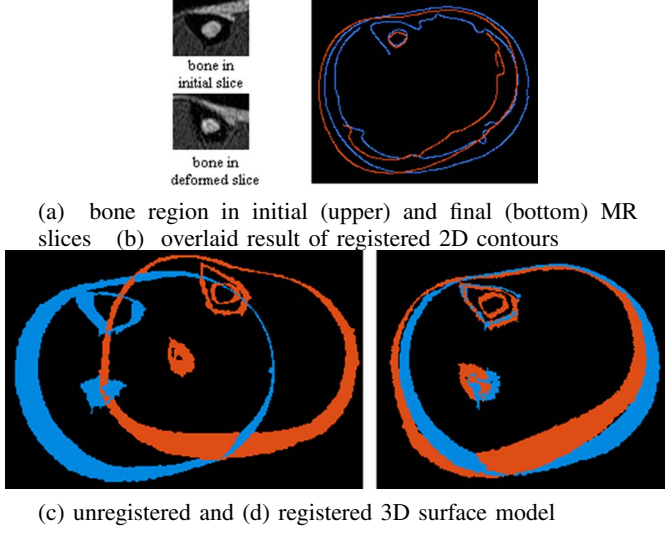 bone in
initial slice
bone in
deformed slice
(a) bone region in initial (upper) and final (bottom) MR
slices (b) overlaid result of registered 2D contours
(c) unregistered and (d) registered 3D surface model